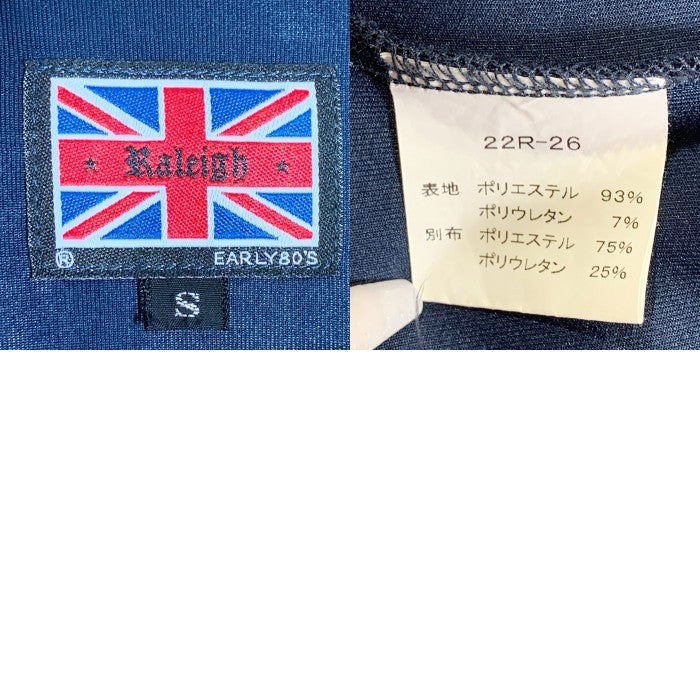 Raleigh
® EARLY80'S
S
22R-26
表地 ポリエステル 93%
ポリウレタン 7%
別布 ポリエステル 75%
ポリウレタン 25%